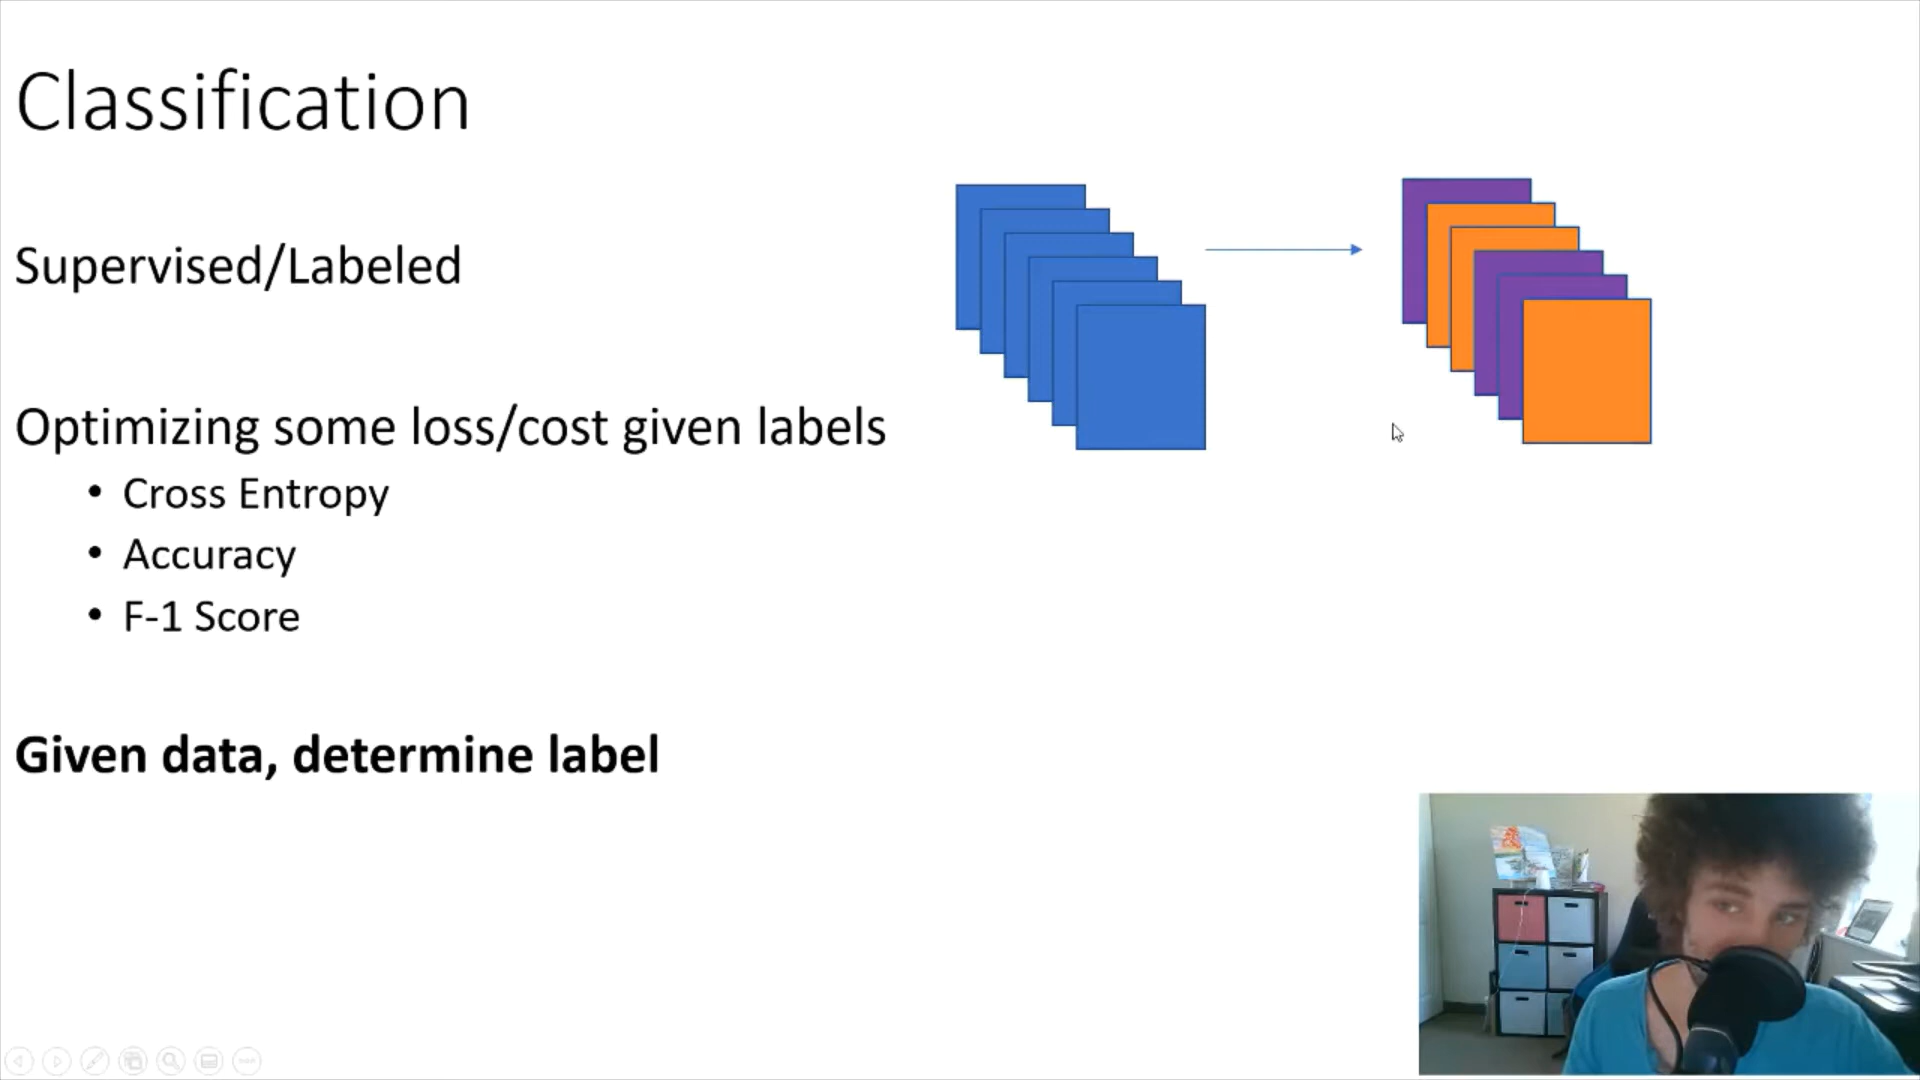 Classification
Supervised/Labeled
Optimizing some loss/cost given labels
• Cross Entropy
• Accuracy
• F-1 Score
Given data, determine label